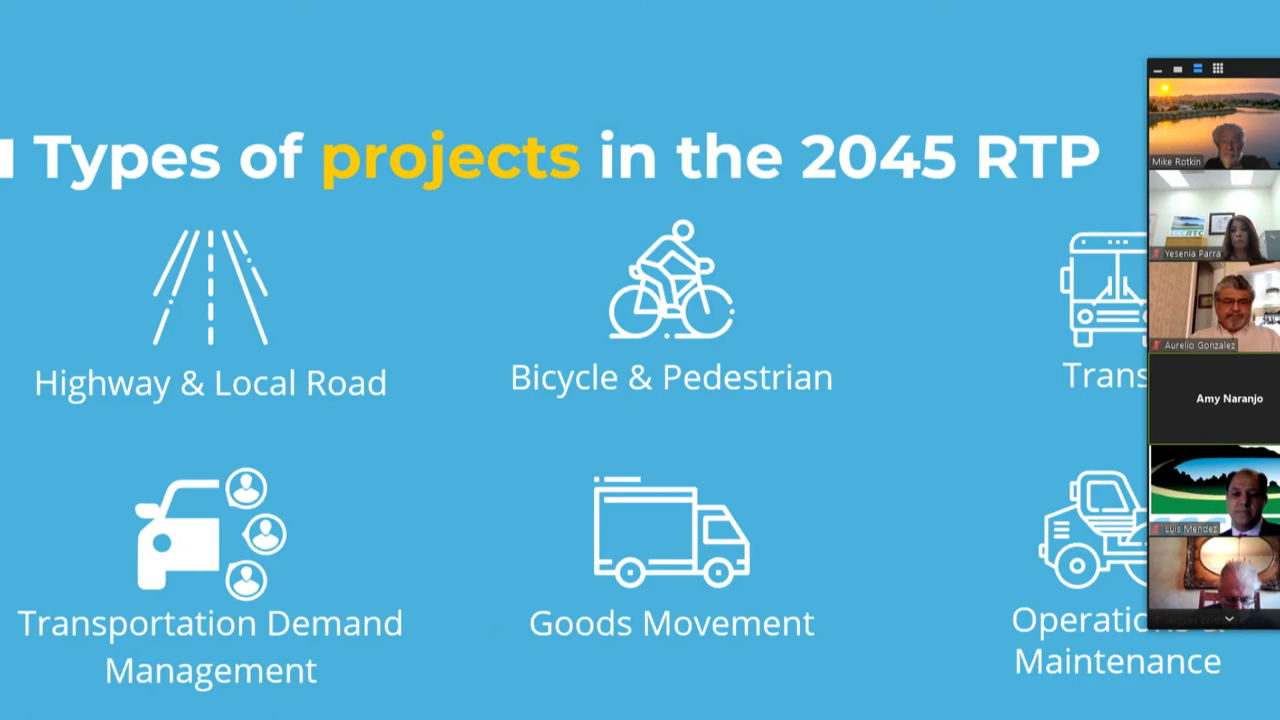 Types of projects in the 2045 RTP
Highway & Local Road
Bicycle & Pedestrian
Trans
Transportation Demand
Management
Goods Movement
Operations &
Maintenance
Mike Rotkin
Yesenia Parra
Aurelio Gonzalez
Amy Naranjo
Luis Mendez